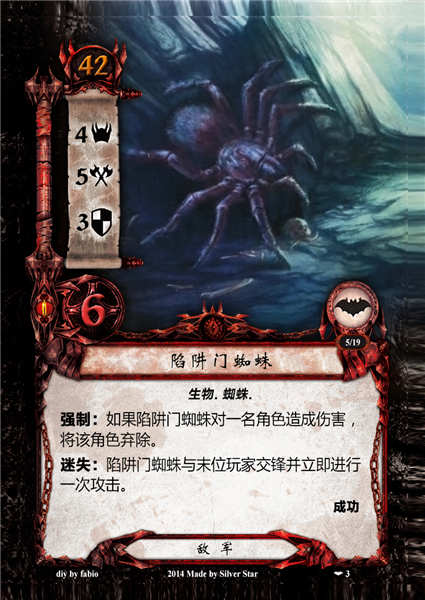 42
4
5
3
6
5/19
陷阱门蜘蛛
生物. 蜘蛛.
强制：如果陷阱门蜘蛛对一名角色造成伤害，
将该角色弃除。
迷失：陷阱门蜘蛛与末位玩家交锋并立即进行
一次攻击。
成功
敌军
diy by fabio 2014 Made by Silver Star 3